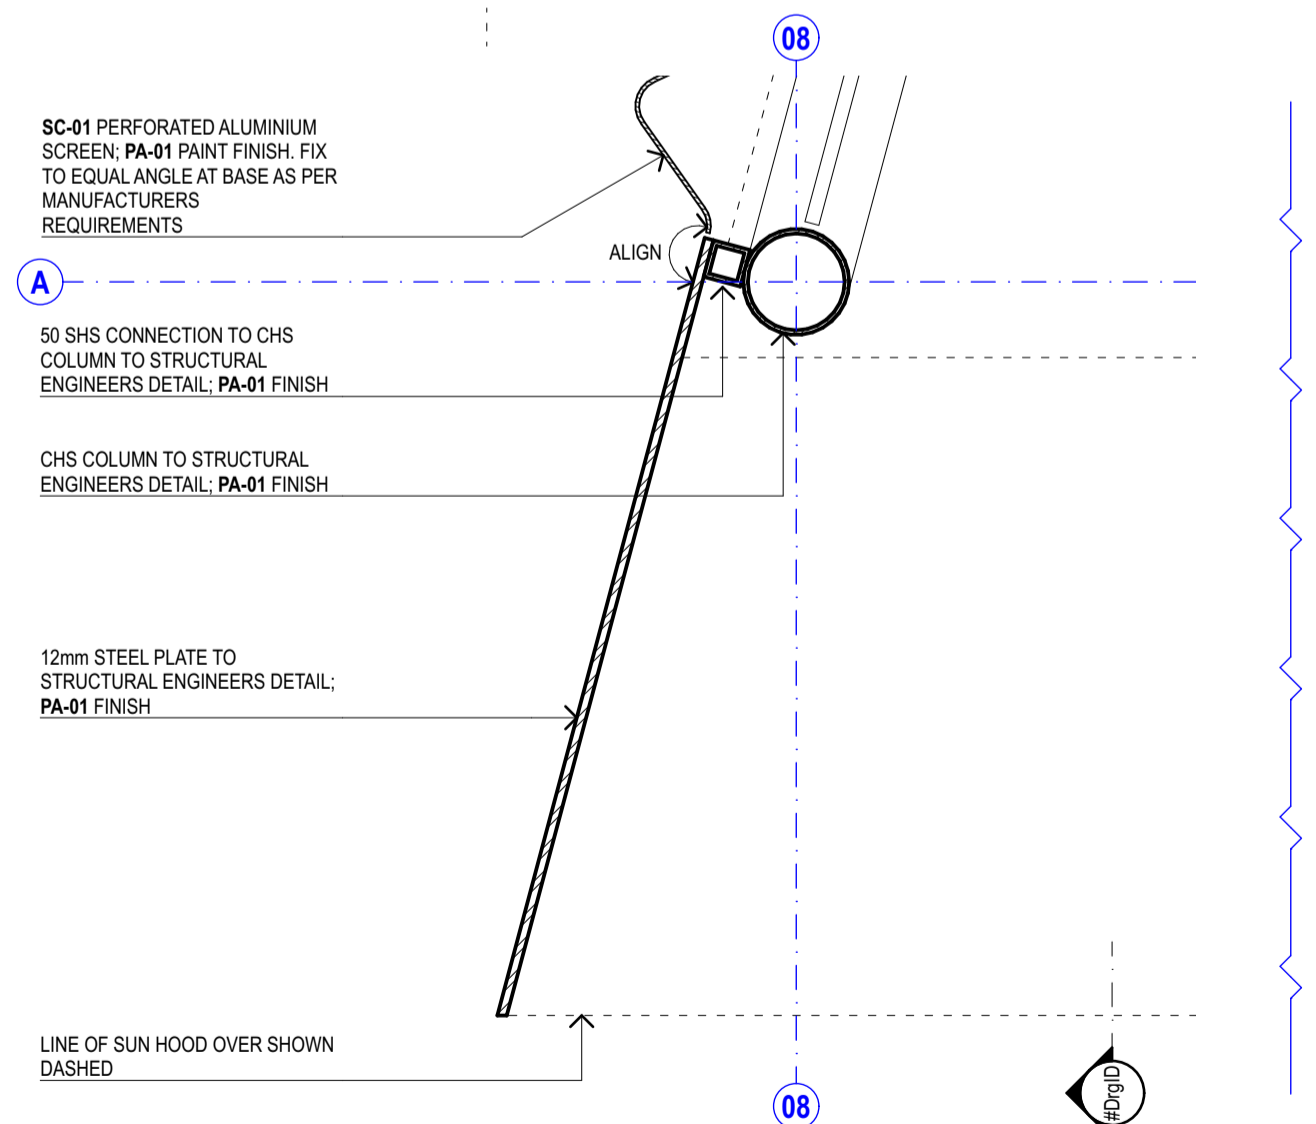 08
SC-01 PERFORATED ALUMINIUM
SCREEN; PA-01 PAINT FINISH. FIX
TO EQUAL ANGLE AT BASE AS PER
MANUFACTURERS
REQUIREMENTS
ALIGN
A
50 SHS CONNECTION TO CHS
COLUMN TO STRUCTURAL
ENGINEERS DETAIL; PA-01 FINISH
CHS COLUMN TO STRUCTURAL
ENGINEERS DETAIL; PA-01 FINISH
12mm STEEL PLATE TO
STRUCTURAL ENGINEERS DETAIL;
PA-01 FINISH
LINE OF SUN HOOD OVER SHOWN
DASHED
08
#DrgID